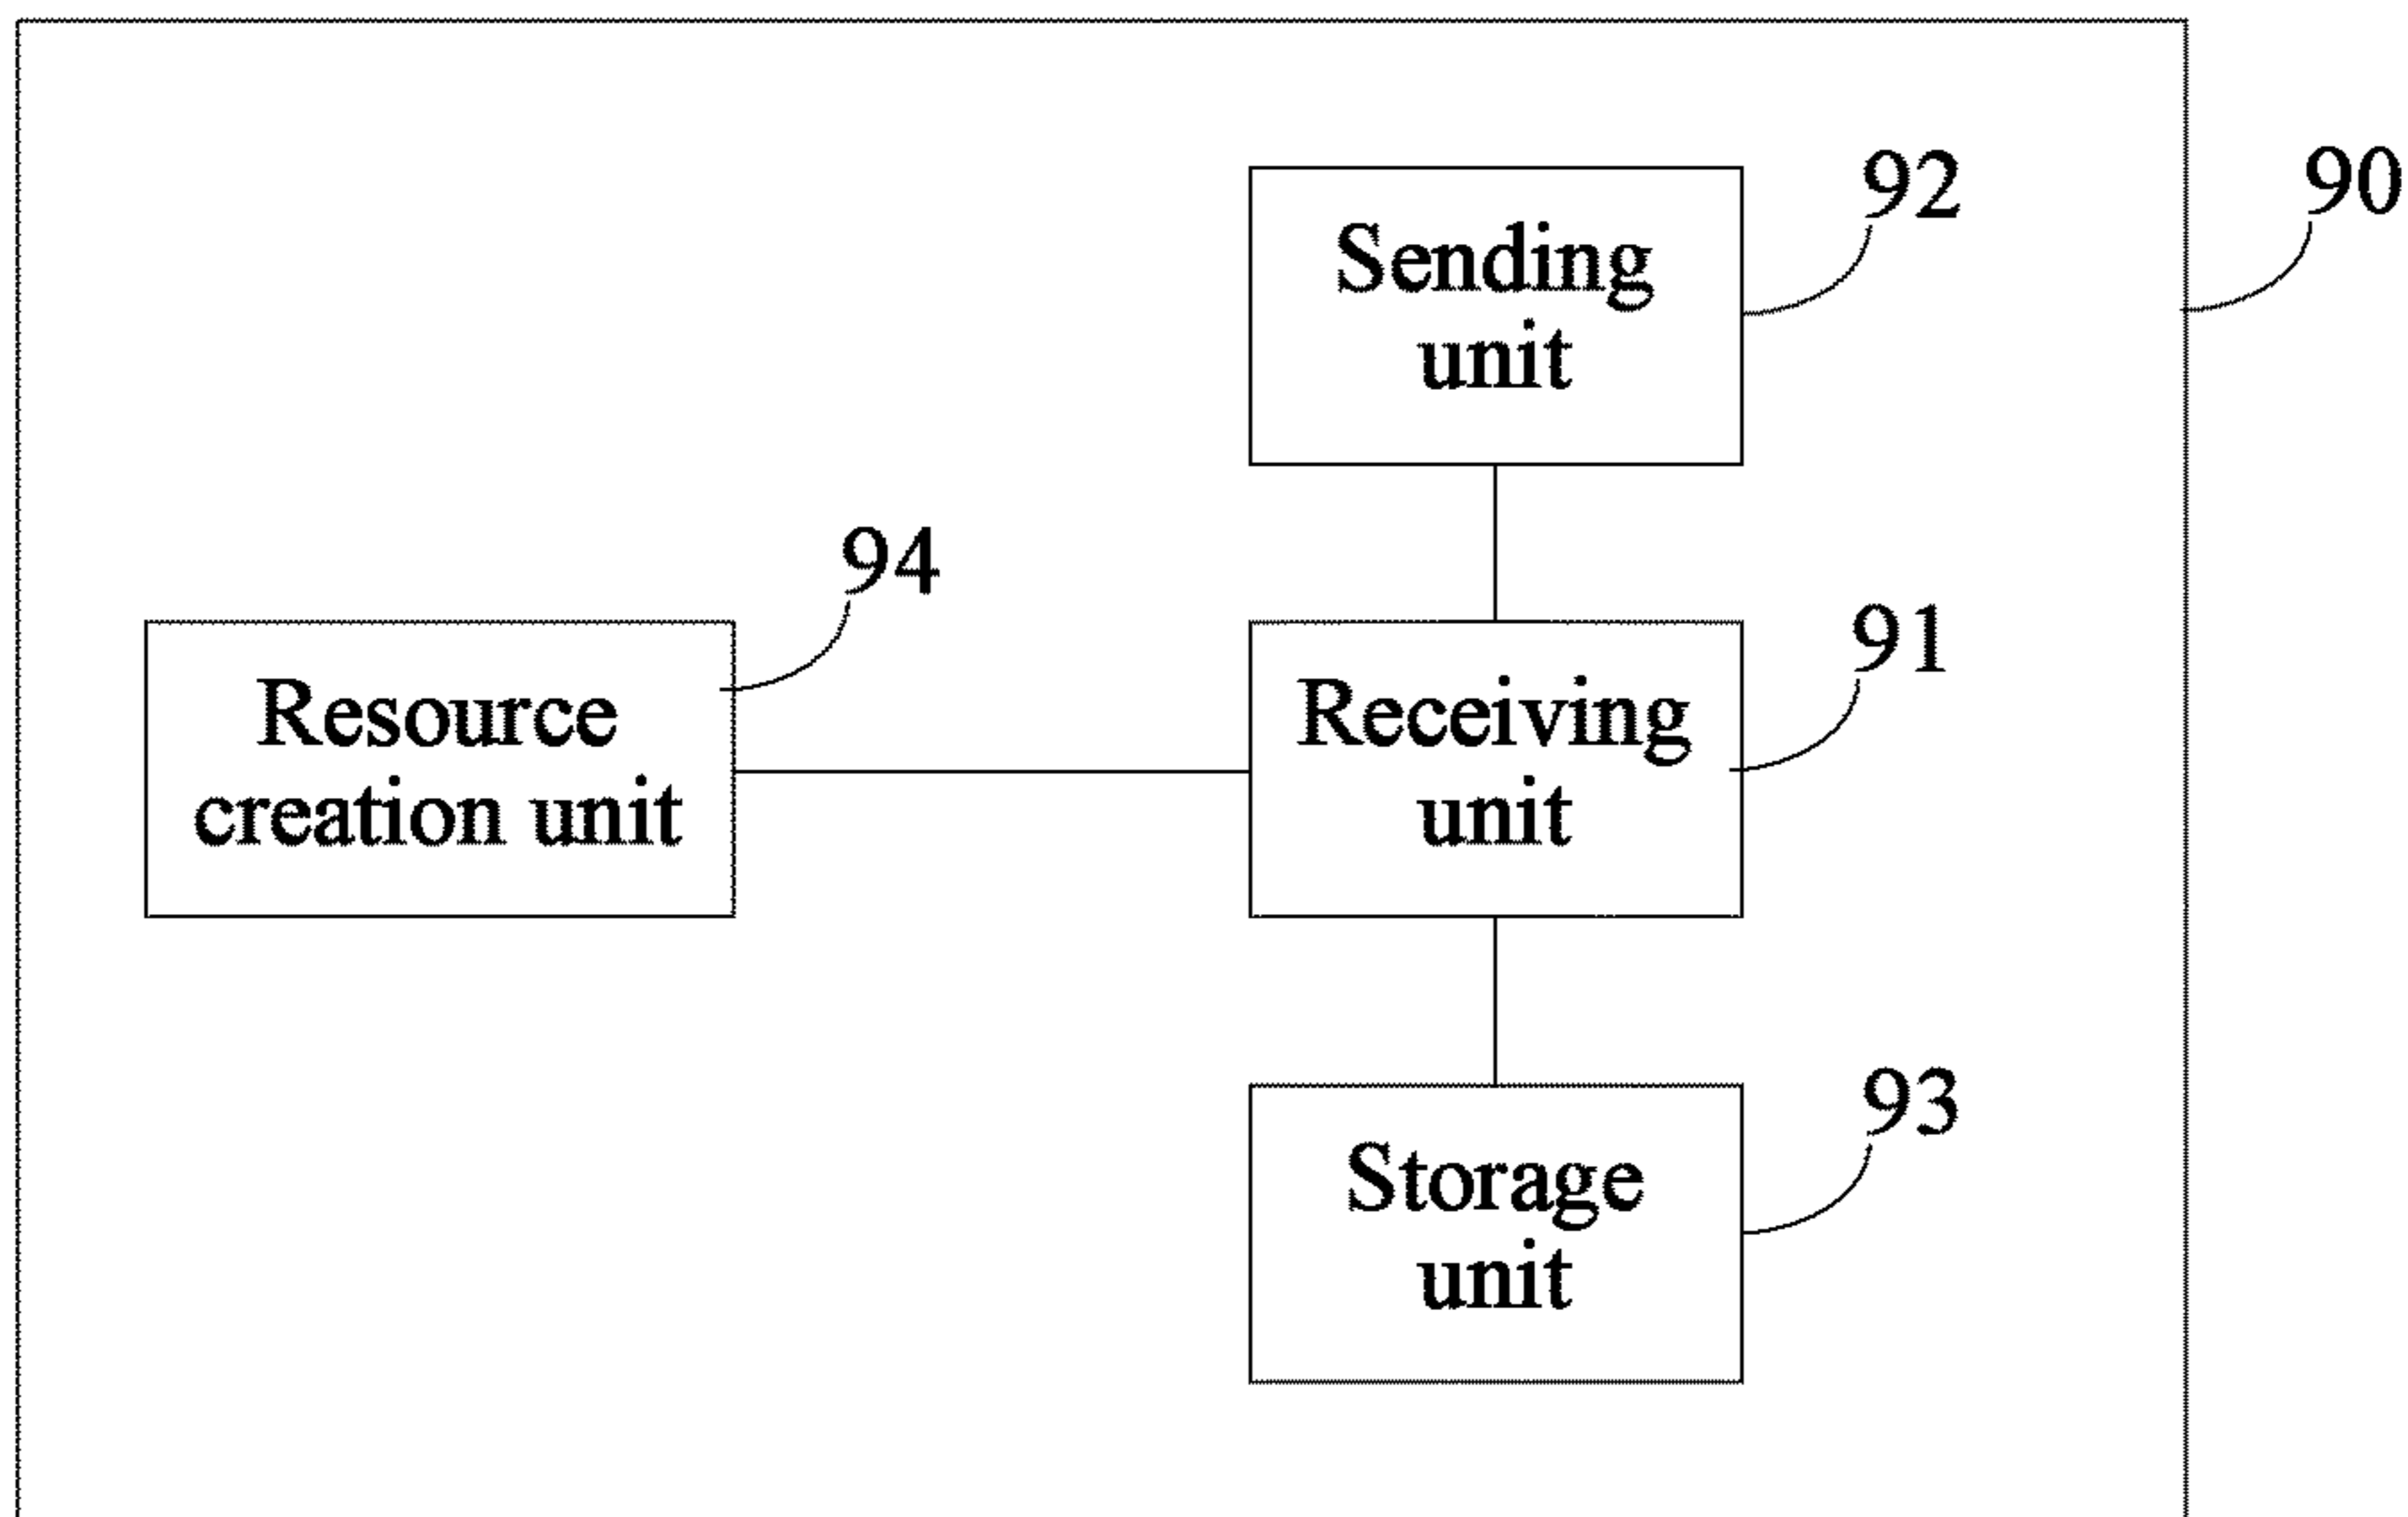 92
90
Sending
unit
94
91
Resource
creation unit
Receiving
unit
93
Storage
unit